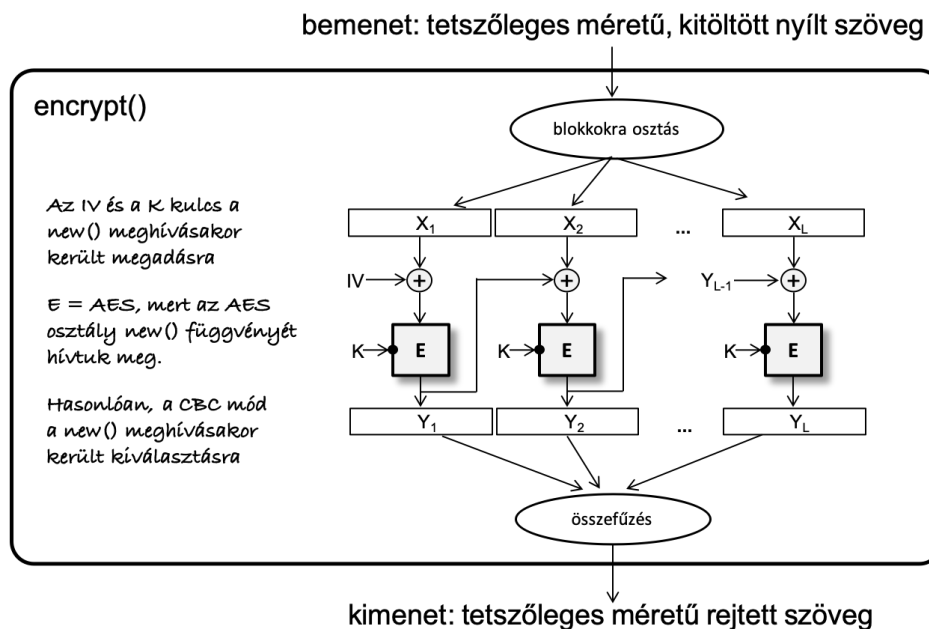 bemenet: tetszőleges méretű, kitöltött nyílt szöveg
encrypt()
blokkokra osztás
Az IV és a K kulcs a
new() meghívásakor
került megadásra
E = AES, mert az AES
osztály new() függvényét
hívtuk meg.
Hasonlóan, a CBC mód
a new() meghívásakor
került kiválasztásra
X1 X2 ... XL
IV + + YL-1 +
K E K E K E
Y1 Y2 ... YL
összefűzés
kimenet: tetszőleges méretű rejtett szöveg